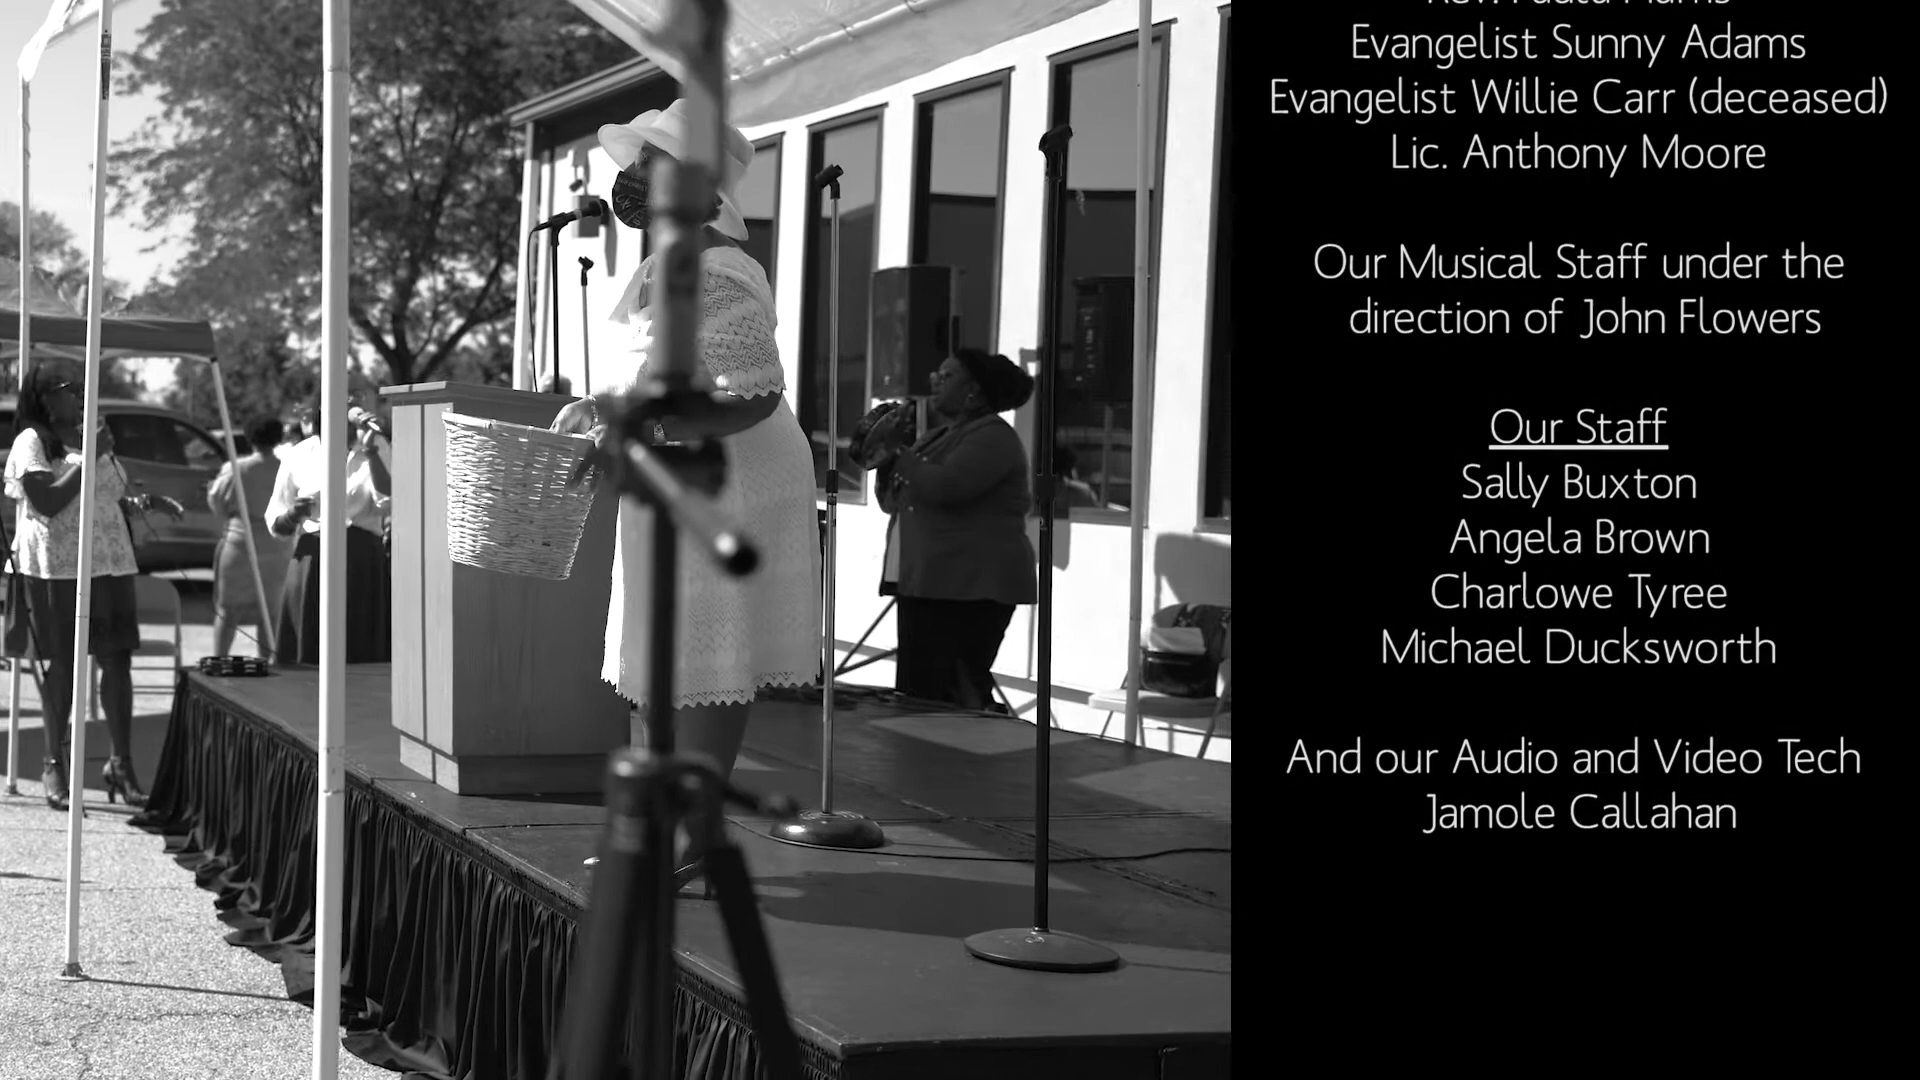 Evangelist Sunny Adams
Evangelist Willie Carr (deceased)
Lic. Anthony Moore
Our Musical Staff under the
direction of John Flowers
Our Staff
Sally Buxton
Angela Brown
Charlowe Tyree
Michael Ducksworth
And our Audio and Video Tech
Jamole Callahan